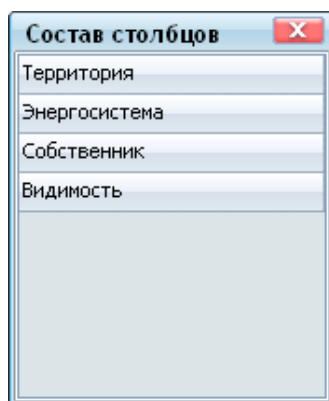 Состав столбцов
Территория
Энергосистема
Собственник
Видимость